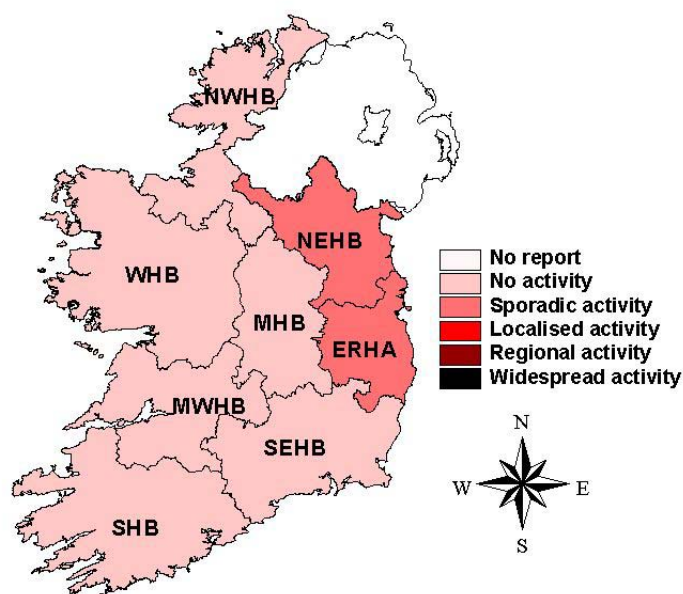 NWHB
NEHB
WHB
MHB
ERHA
MWHB
SEHB
SHB
No report
No activity
Sporadic activity
Localised activity
Regional activity
Widespread activity
N
W E
S